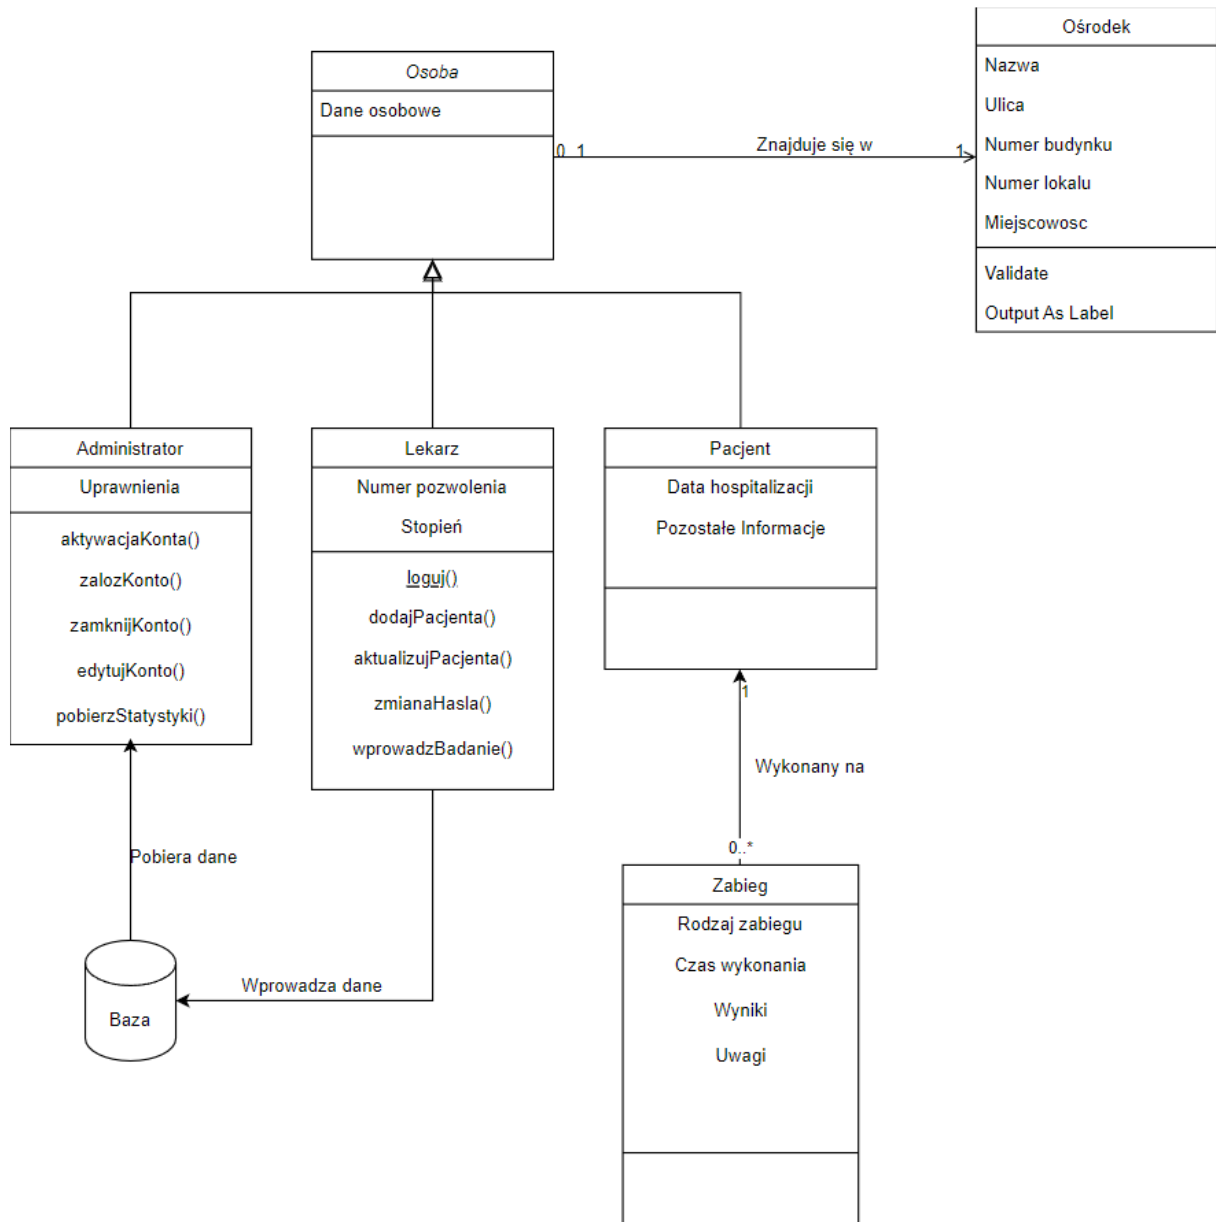 Osoba
Dane osobowe
0 1
Znajduje się w
1
Ośrodek
Nazwa
Ulica
Numer budynku
Numer lokalu
Miejscowosc
Validate
Output As Label
Administrator
Uprawnienia
aktywacjaKonta()
zalozKonto()
zamknijKonto()
edytujKonto()
pobierzStatystyki()
Lekarz
Numer pozwolenia
Stopień
loguj()
dodajPacjenta()
aktualizujPacjenta()
zmianaHasla()
wprowadzBadanie()
Pacjent
Data hospitalizacji
Pozostałe Informacje
1
Wykonany na
0..*
Pobiera dane
Wprowadza dane
Baza
Zabieg
Rodzaj zabiegu
Czas wykonania
Wyniki
Uwagi